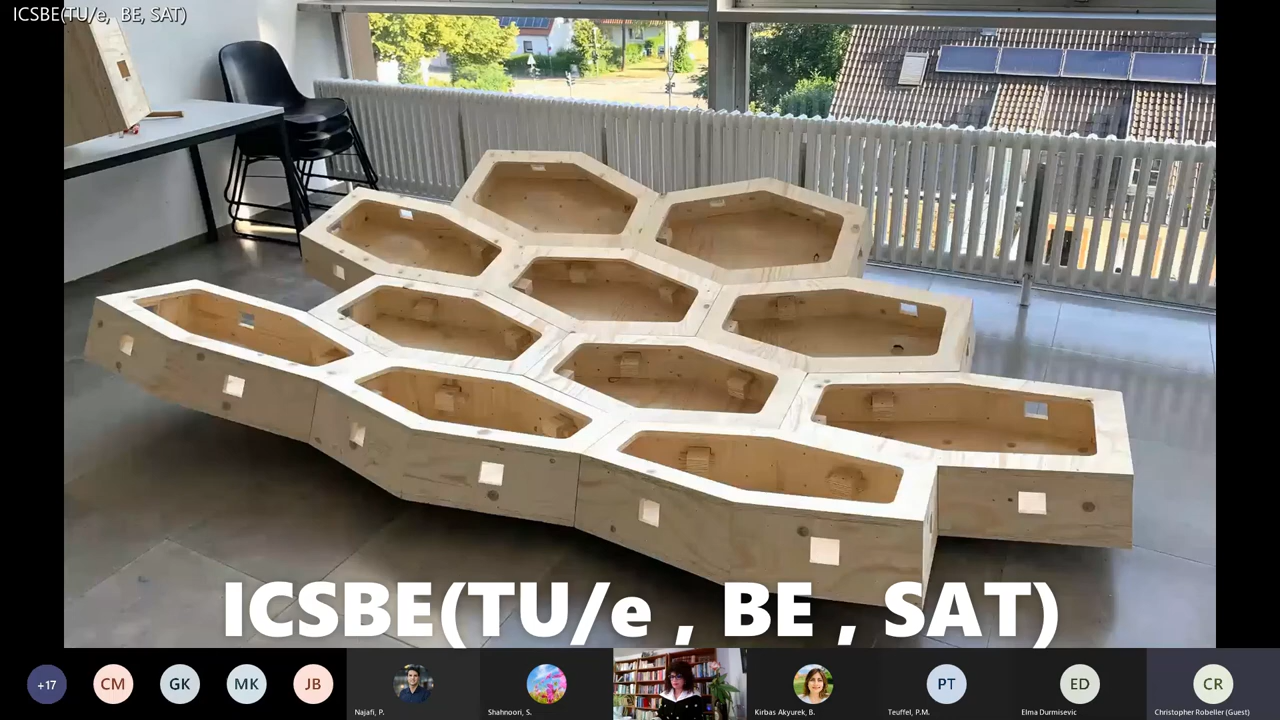 ICSBE(TU/e, BE, SAT)
ICSBE(TU/e , BE , SAT)
+17
CM
GK
MK
JB
Najafi, P.
Shahnoori, S.
Kirbas Akyurek, B.
PT
Teuffel, P.M.
ED
Elma Durmisevic
CR
Christopher Robeller (Guest)